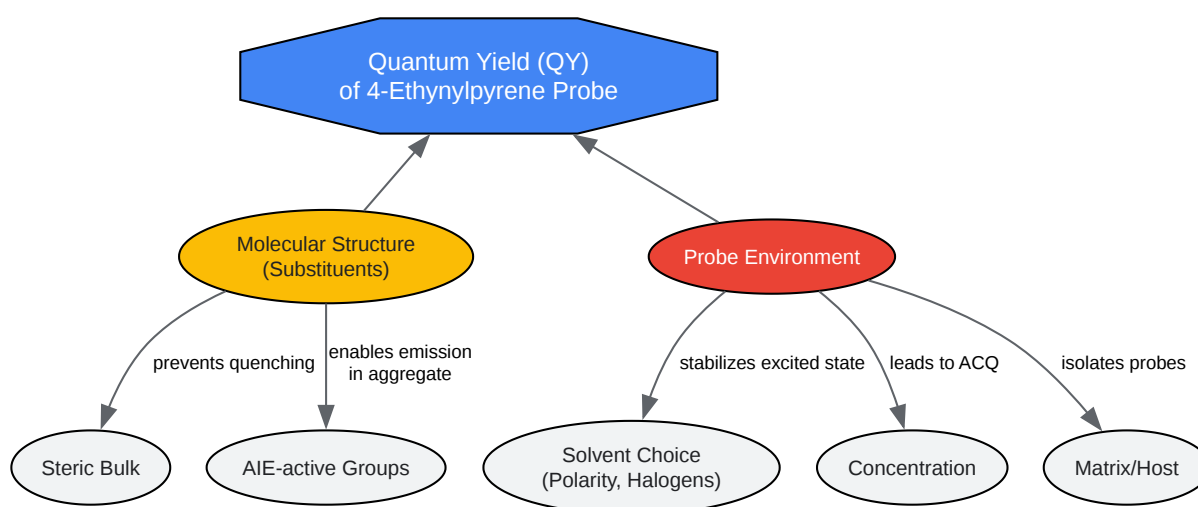 Quantum Yield (QY)
of 4-Ethynylpyrene Probe
Molecular Structure
(Substituents)
Probe Environment
prevents quenching
enables emission
in aggregate
stabilizes excited state
leads to ACQ
isolates probes
Steric Bulk
AIE-active Groups
Solvent Choice
(Polarity, Halogens)
Concentration
Matrix/Host